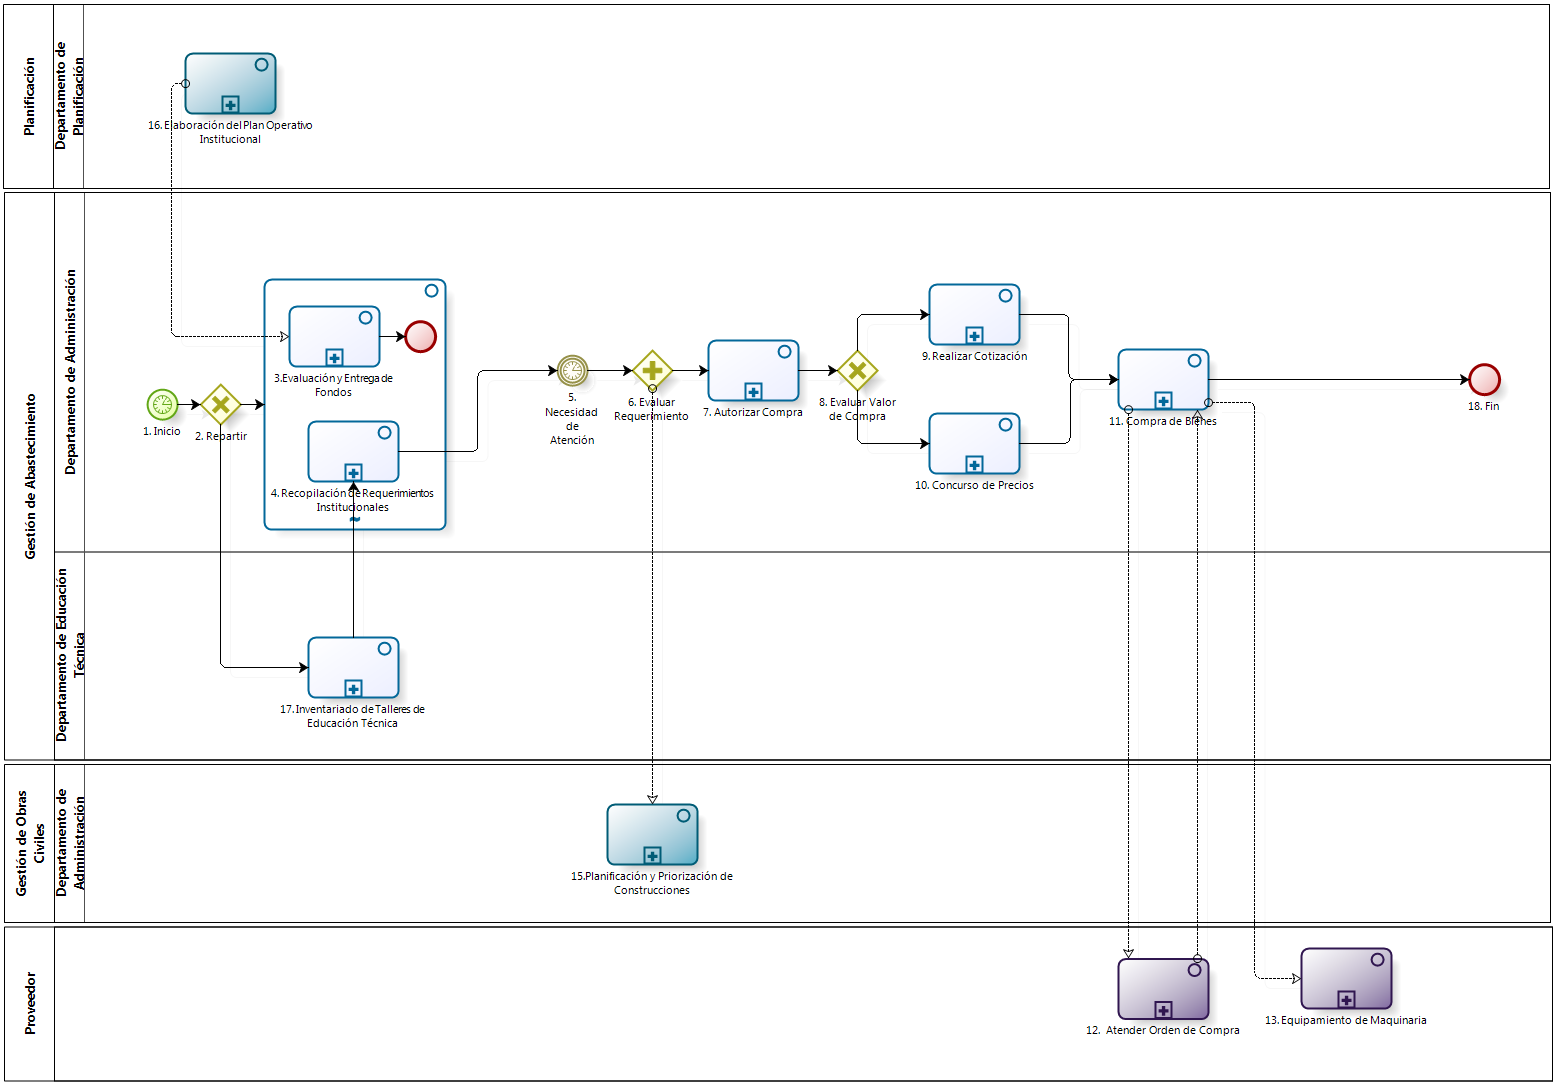 Planificación
Departamento de
Planificación
16.Elaboración del Plan Operativo
Institucional
Gestión de Abastecimiento
Departamento de Administración
1. Inicio
2. Repartir
3.Evaluación y Entrega de
Fondos
4. Recopilación de Requerimientos
Institucionales
5.
Necesidad
de
Atención
6. Evaluar
Requerimiento
7. Autorizar Compra
8. Evaluar Valor
de Compra
9. Realizar Cotización
10. Concurso de Precios
11. Compra de Bienes
18. Fin
Departamento de Educación
Técnica
17.Inventariado de Talleres de
Educación Técnica
Gestión de Obras
Civiles
Departamento de
Administración
15.Planificación y Priorización de
Construcciones
Proveedor
12. Atender Orden de Compra
13.Equipamiento de Maquinaria